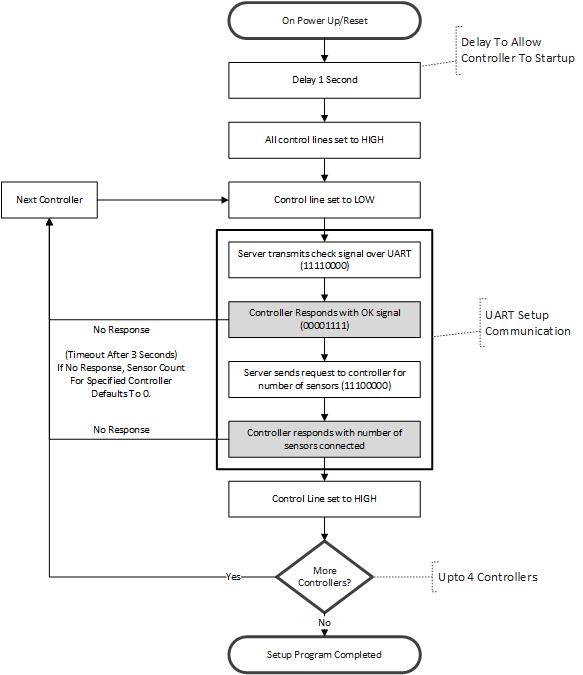 On Power Up/Reset
Delay To Allow
Controller To Startup
Delay 1 Second
All control lines set to HIGH
Next Controller
Control line set to LOW
Server transmits check signal over UART
(11110000)
Controller Responds with OK signal
(00001111)
UART Setup
Communication
No Response
(Timeout After 3 Seconds)
If No Response, Sensor Count
For Specified Controller
Defaults To 0.
Server sends request to controller for
number of sensors (11100000)
No Response
Controller responds with number of
sensors connected
Control Line set to HIGH
More
Controllers?
Yes
Upto 4 Controllers
No
Setup Program Completed